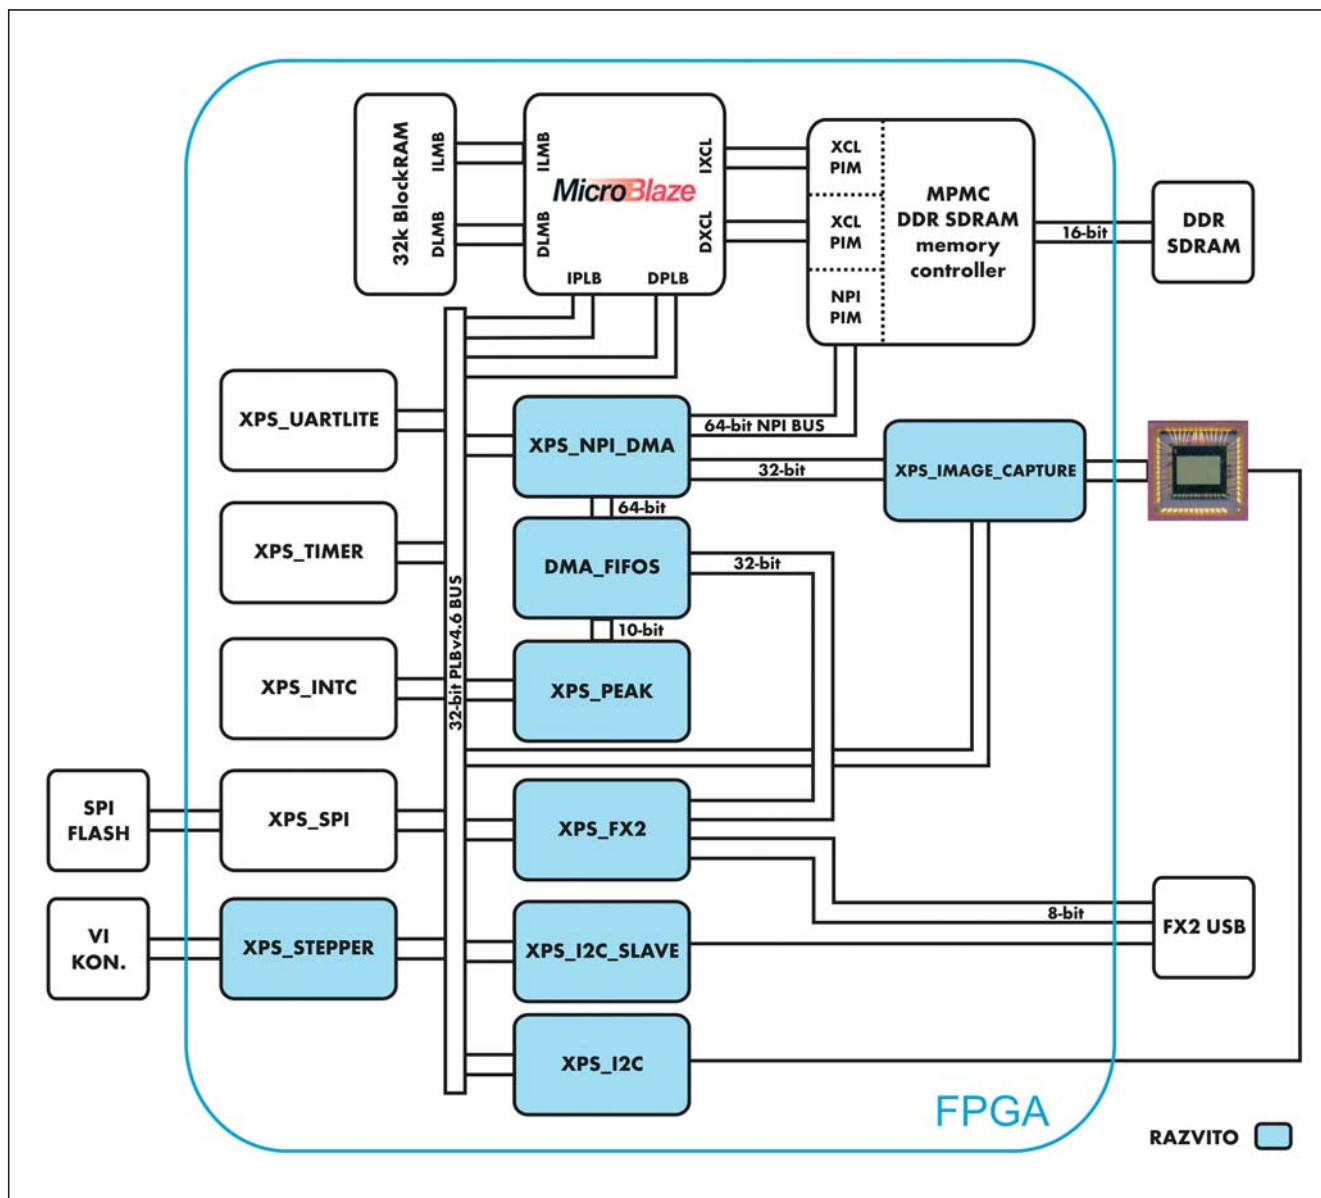 32k BlockRAM
ILMB
DLMB
ILMB
DLMB
MicroBlaze
IXCL
DXCL
IPLB
DPLB
XCL
PIM
XCL
PIM
NPI
PIM
MPMC
DDR SDRAM
memory
controller
16-bit
DDR
SDRAM
32-bit PLBv4.6 BUS
XPS_UARTLITE
XPS_NPI_DMA
64-bit NPI BUS
32-bit
XPS_IMAGE_CAPTURE
64-bit
XPS_TIMER
DMA_FIFOS
32-bit
10-bit
XPS_INTC
XPS_PEAK
SPI
FLASH
XPS_SPI
XPS_FX2
8-bit
FX2 USB
VI
KON.
XPS_STEPPER
XPS_I2C_SLAVE
XPS_I2C
FPGA
RAZVITO